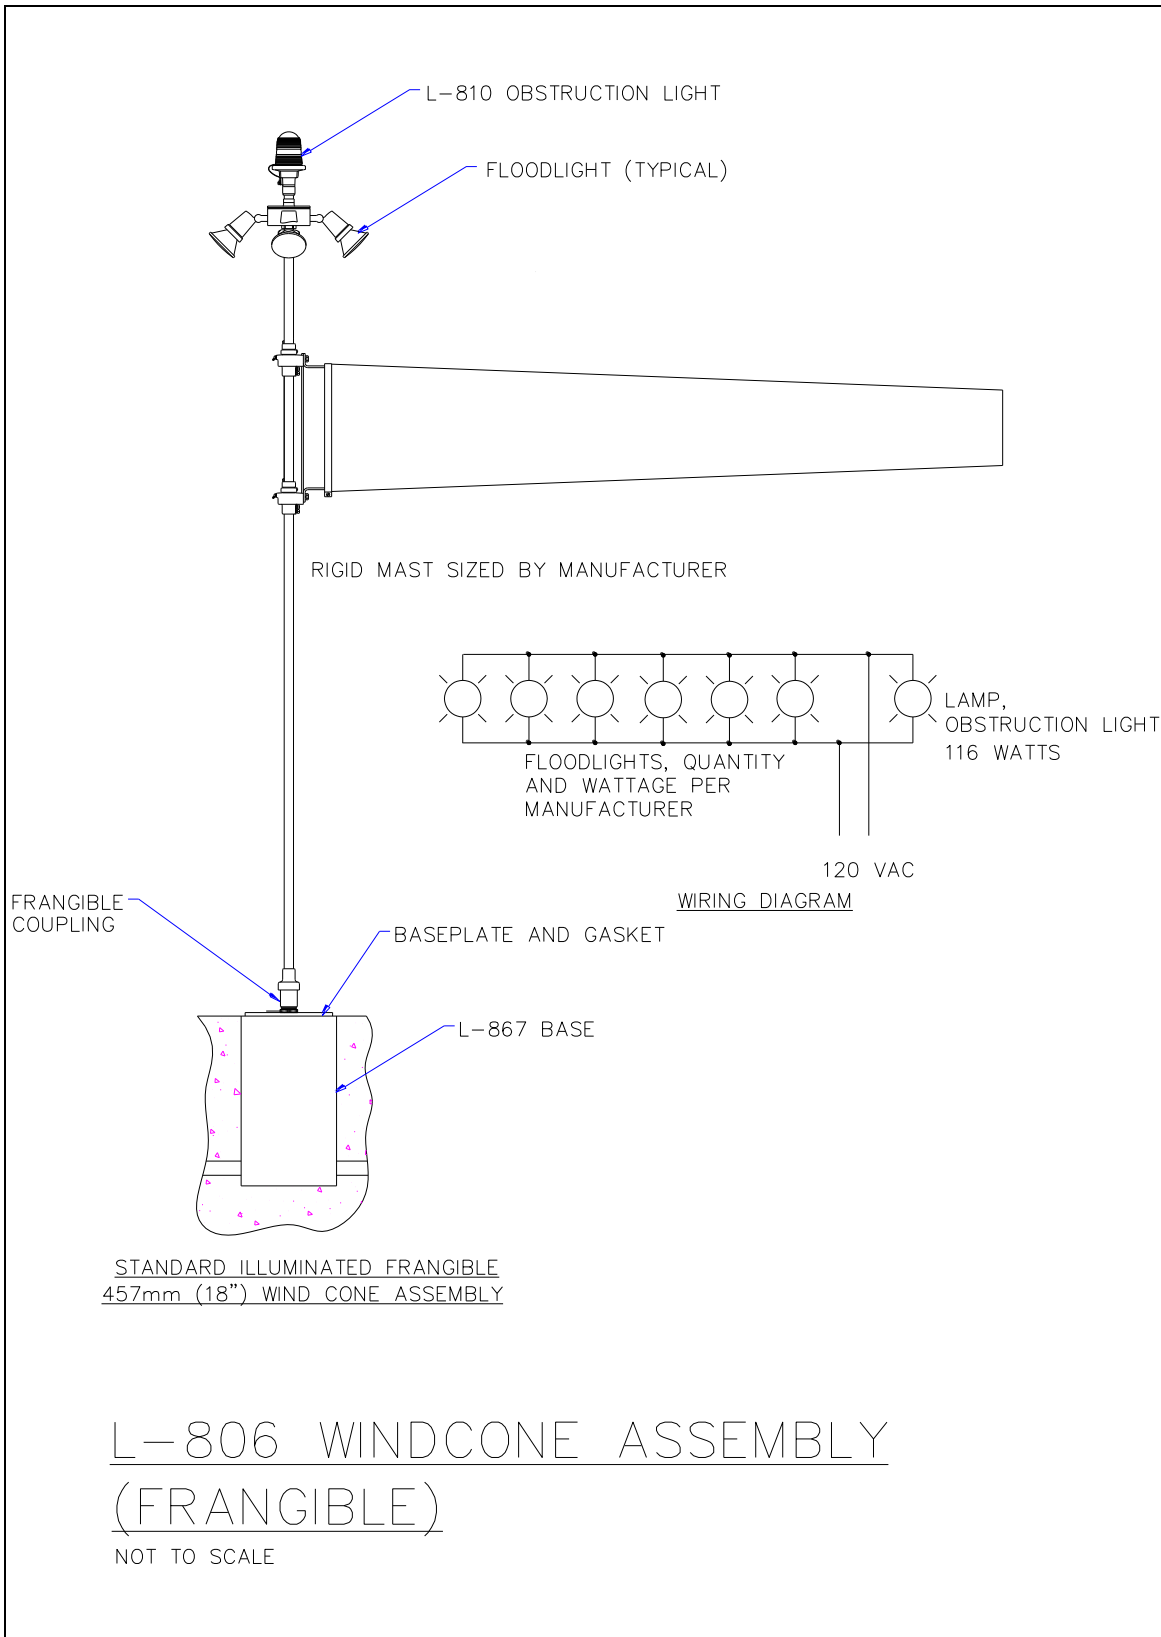 L-810 OBSTRUCTION LIGHT
FLOODLIGHT (TYPICAL)
RIGID MAST SIZED BY MANUFACTURER
LAMP,
OBSTRUCTION LIGHT
116 WATTS
FLOODLIGHTS, QUANTITY
AND WATTAGE PER
MANUFACTURER
120 VAC
WIRING DIAGRAM
FRANGIBLE
COUPLING
BASEPLATE AND GASKET
L-867 BASE
STANDARD ILLUMINATED FRANGIBLE
457mm (18") WIND CONE ASSEMBLY
L-806 WINDCONE ASSEMBLY
(FRANGIBLE)
NOT TO SCALE